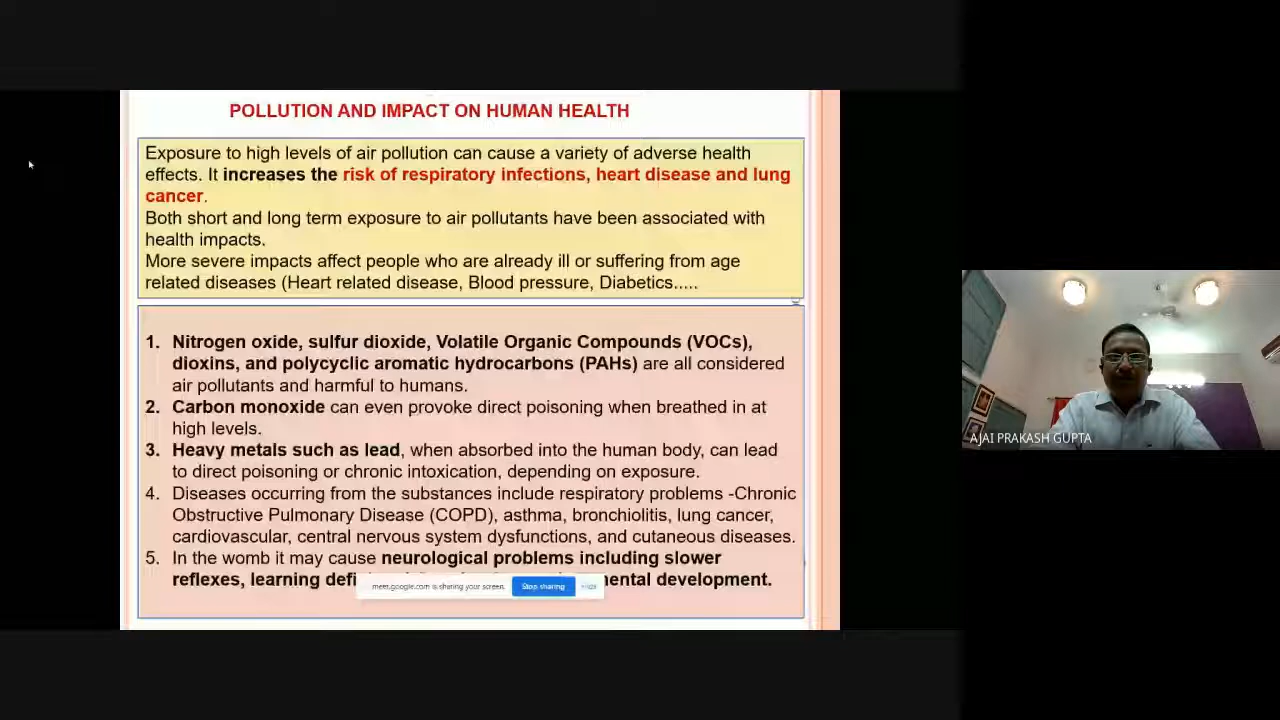 POLLUTION AND IMPACT ON HUMAN HEALTH
Exposure to high levels of air pollution can cause a variety of adverse health
effects. It increases the risk of respiratory infections, heart disease and lung
cancer.
Both short and long term exposure to air pollutants have been associated with
health impacts.
More severe impacts affect people who are already ill or suffering from age
related diseases (Heart related disease, Blood pressure, Diabetics.....
1. Nitrogen oxide, sulfur dioxide, Volatile Organic Compounds (VOCs),
dioxins, and polycyclic aromatic hydrocarbons (PAHs) are all considered
air pollutants and harmful to humans.
2. Carbon monoxide can even provoke direct poisoning when breathed in at
high levels.
3. Heavy metals such as lead, when absorbed into the human body, can lead
to direct poisoning or chronic intoxication, depending on exposure.
4. Diseases occurring from the substances include respiratory problems -Chronic
Obstructive Pulmonary Disease (COPD), asthma, bronchiolitis, lung cancer,
cardiovascular, central nervous system dysfunctions, and cutaneous diseases.
5. In the womb it may cause neurological problems including slower
reflexes, learning mental development.
meet.google.com is sharing your screen. Stop sharing Hide
AJAI PRAKASH GUPTA